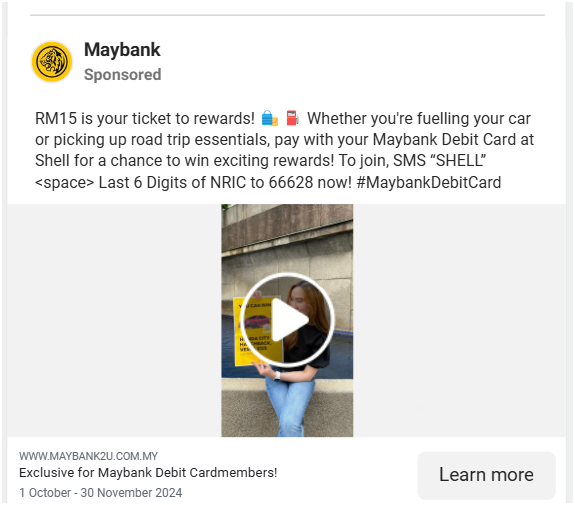 Maybank
Sponsored
RM15 is your ticket to rewards! 🛍️ ⛽ Whether you're fuelling your car
or picking up road trip essentials, pay with your Maybank Debit Card at
Shell for a chance to win exciting rewards! To join, SMS “SHELL”
<space> Last 6 Digits of NRIC to 66628 now! #MaybankDebitCard
WWW.MAYBANK2U.COM.MY
Exclusive for Maybank Debit Cardmembers!
1 October - 30 November 2024
Learn more